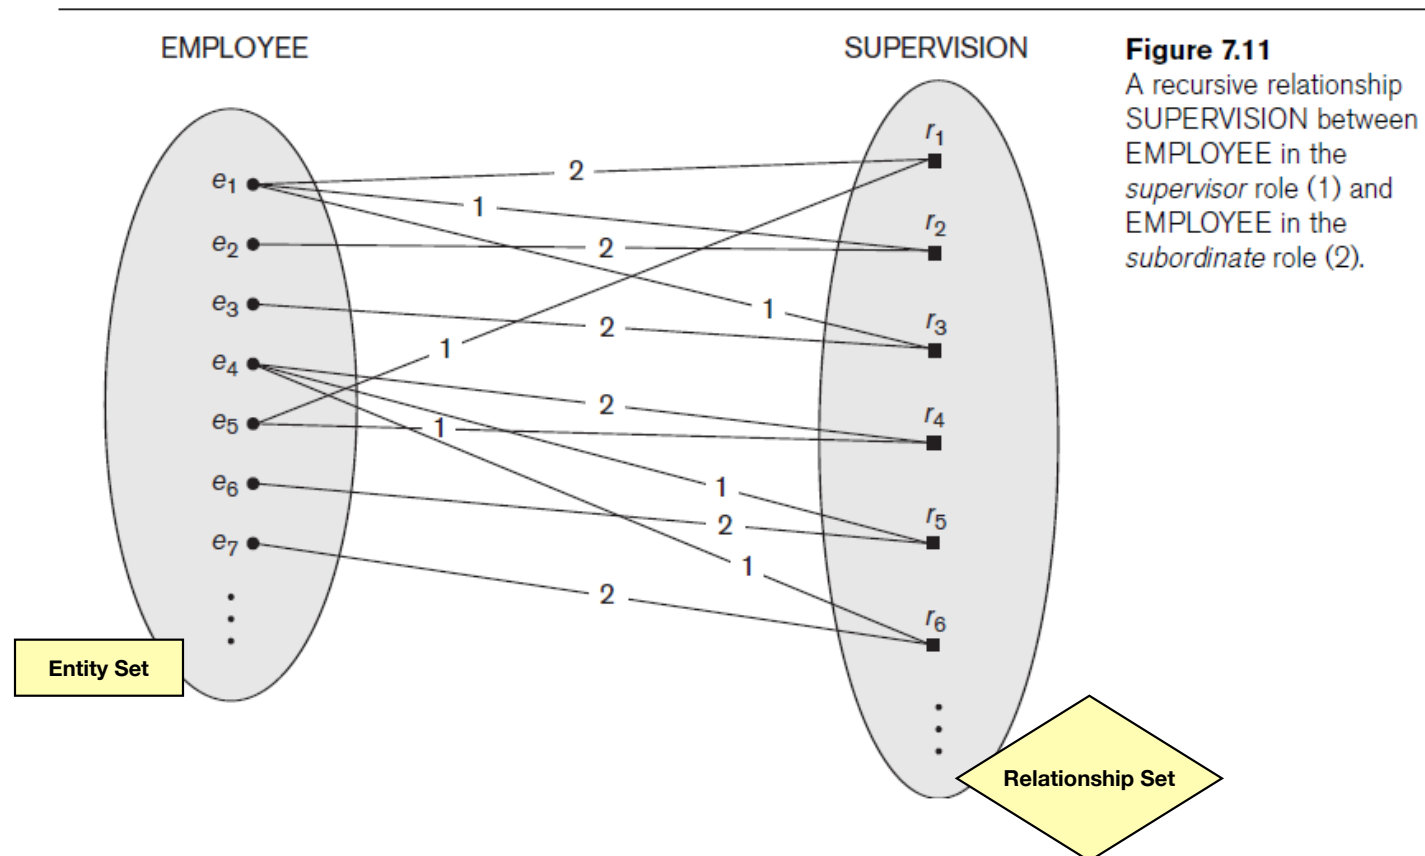 EMPLOYEE
SUPERVISION
Figure 7.11
A recursive relationship
SUPERVISION between
EMPLOYEE in the
supervisor role (1) and
EMPLOYEE in the
subordinate role (2).
e1
e2
e3
e4
e5
e6
e7
2
1
2
1
2
1
2
1
1
2
1
2
r1
r2
r3
r4
r5
r6
Entity Set
Relationship Set